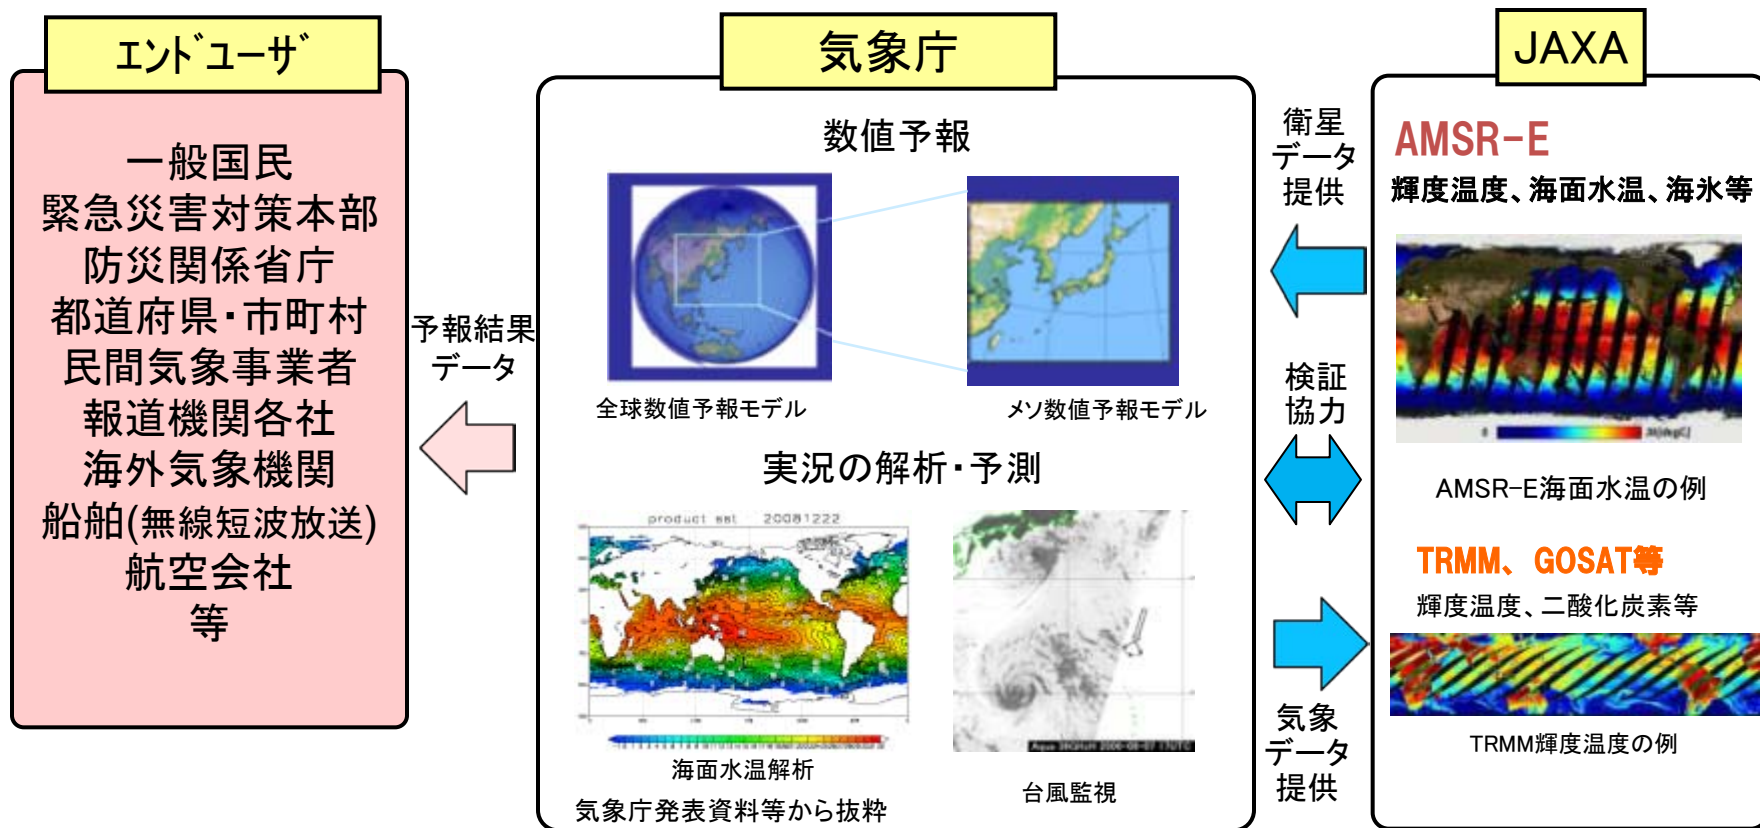 エンドユーザ
一般国民
緊急災害対策本部
防災関係省庁
都道府県・市町村
民間気象事業者
報道機関各社
海外気象機関
船舶(無線短波放送)
航空会社
等
予報結果
データ
気象庁
数値予報
全球数値予報モデル
メソ数値予報モデル
実況の解析・予測
product sst 20081222
海面水温解析
気象庁発表資料等から抜粋
台風監視
衛星
データ
提供
検証
協力
気象
データ
提供
JAXA
AMSR-E
輝度温度、海面水温、海氷等
AMSR-E海面水温の例
TRMM、GOSAT等
輝度温度、二酸化炭素等
TRMM輝度温度の例